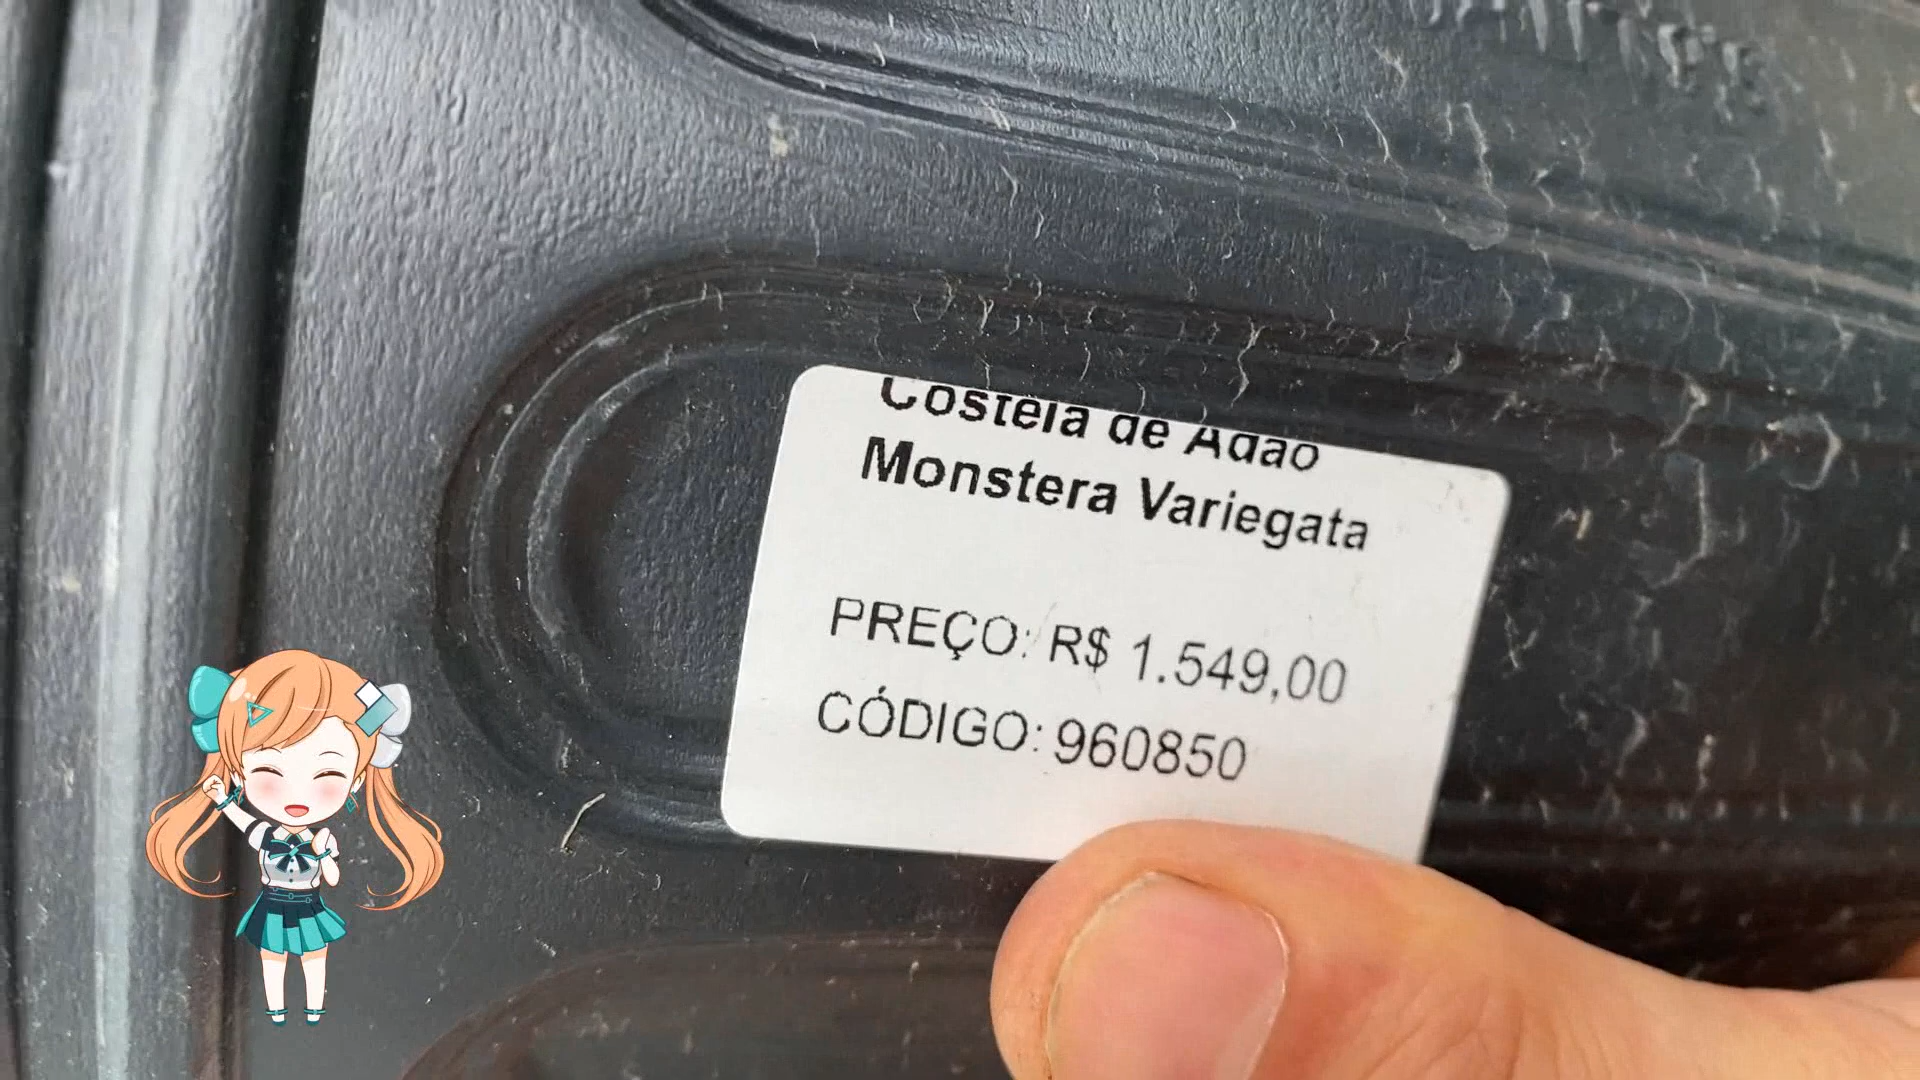 Costela de Adão
Monstera Variegata
PREÇO: R$ 1.549,00
CÓDIGO: 960850